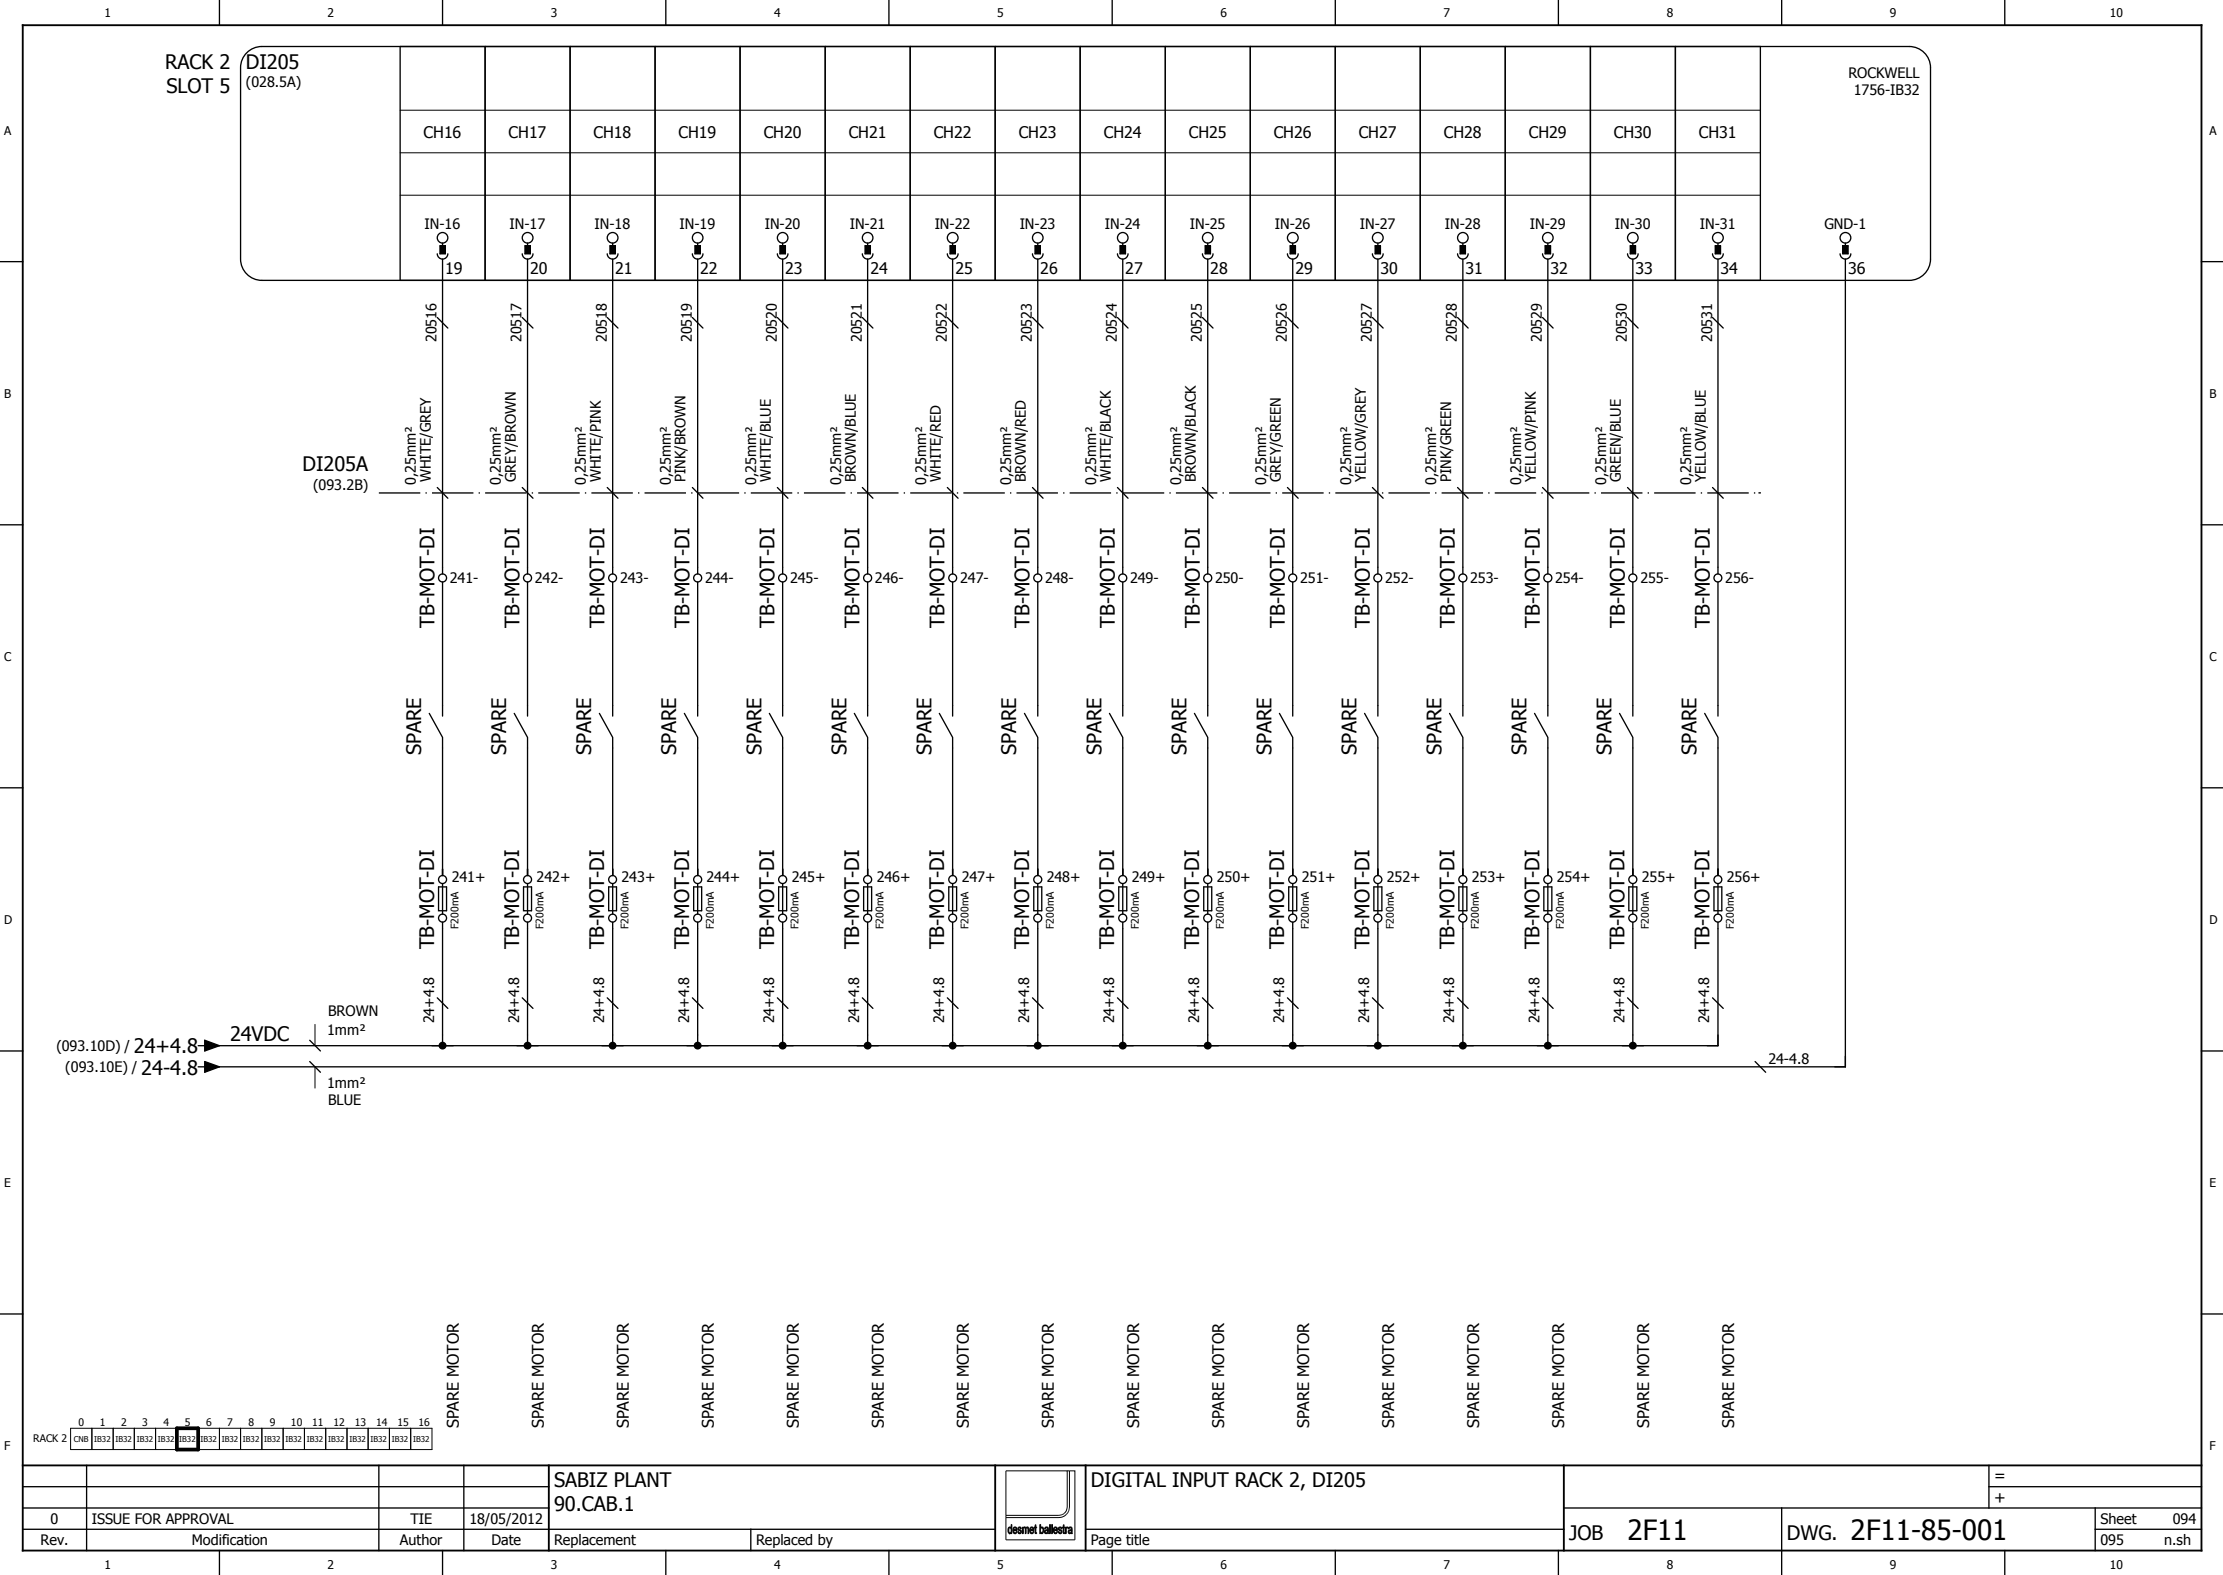 1 2 3 4 5 6 7 8 9 10
RACK 2 DI205 ROCKWELL
SLOT 5 (028.5A) 1756-IB32
A A
CH16 CH17 CH18 CH19 CH20 CH21 CH22 CH23 CH24 CH25 CH26 CH27 CH28 CH29 CH30 CH31
IN-16 IN-17 IN-18 IN-19 IN-20 IN-21 IN-22 IN-23 IN-24 IN-25 IN-26 IN-27 IN-28 IN-29 IN-30 IN-31 GND-1
19 20 21 22 23 24 25 26 27 28 29 30 31 32 33 34 36
20516 20517 20518 20519 20520 20521 20522 20523 20524 20525 20526 20527 20528 20529 20530 20531
B B
0,25mm² 0,25mm² 0,25mm² 0,25mm² 0,25mm² 0,25mm² 0,25mm² 0,25mm² 0,25mm² 0,25mm² 0,25mm² 0,25mm² 0,25mm² 0,25mm² 0,25mm² 0,25mm²
WHITE/GREY GREY/BROWN WHITE/PINK PINK/BROWN WHITE/BLUE BROWN/BLUE WHITE/RED BROWN/RED WHITE/BLACK BROWN/BLACK GREY/GREEN YELLOW/GREY PINK/GREEN YELLOW/PINK GREEN/BLUE YELLOW/BLUE
DI205A
(093.2B)
TB-MOT-DI TB-MOT-DI TB-MOT-DI TB-MOT-DI TB-MOT-DI TB-MOT-DI TB-MOT-DI TB-MOT-DI TB-MOT-DI TB-MOT-DI TB-MOT-DI TB-MOT-DI TB-MOT-DI TB-MOT-DI TB-MOT-DI TB-MOT-DI
241- 242- 243- 244- 245- 246- 247- 248- 249- 250- 251- 252- 253- 254- 255- 256-
C C
SPARE SPARE SPARE SPARE SPARE SPARE SPARE SPARE SPARE SPARE SPARE SPARE SPARE SPARE SPARE SPARE
TB-MOT-DI TB-MOT-DI TB-MOT-DI TB-MOT-DI TB-MOT-DI TB-MOT-DI TB-MOT-DI TB-MOT-DI TB-MOT-DI TB-MOT-DI TB-MOT-DI TB-MOT-DI TB-MOT-DI TB-MOT-DI TB-MOT-DI TB-MOT-DI
241+ 242+ 243+ 244+ 245+ 246+ 247+ 248+ 249+ 250+ 251+ 252+ 253+ 254+ 255+ 256+
F200mA F200mA F200mA F200mA F200mA F200mA F200mA F200mA F200mA F200mA F200mA F200mA F200mA F200mA F200mA F200mA
D D
24+4.8 24+4.8 24+4.8 24+4.8 24+4.8 24+4.8 24+4.8 24+4.8 24+4.8 24+4.8 24+4.8 24+4.8 24+4.8 24+4.8 24+4.8 24+4.8
BROWN
1mm²
(093.10D) / 24+4.8 24VDC
(093.10E) / 24-4.8 24-4.8
1mm²
BLUE
E E
SPARE MOTOR SPARE MOTOR SPARE MOTOR SPARE MOTOR SPARE MOTOR SPARE MOTOR SPARE MOTOR SPARE MOTOR SPARE MOTOR SPARE MOTOR SPARE MOTOR SPARE MOTOR SPARE MOTOR SPARE MOTOR SPARE MOTOR SPARE MOTOR
0 1 2 3 4 5 6 7 8 9 10 11 12 13 14 15 16
RACK 2 CNB IB32 IB32 IB32 IB32 IB32 IB32 IB32 IB32 IB32 IB32 IB32 IB32 IB32 IB32 IB32 IB32
F F
SABIZ PLANT DIGITAL INPUT RACK 2, DI205 =
90.CAB.1 +
0 ISSUE FOR APPROVAL TIE 18/05/2012 desmet ballestra JOB 2F11 DWG. 2F11-85-001 Sheet 094
Rev. Modification Author Date Replacement Replaced by Page title 095 n.sh
1 2 3 4 5 6 7 8 9 10